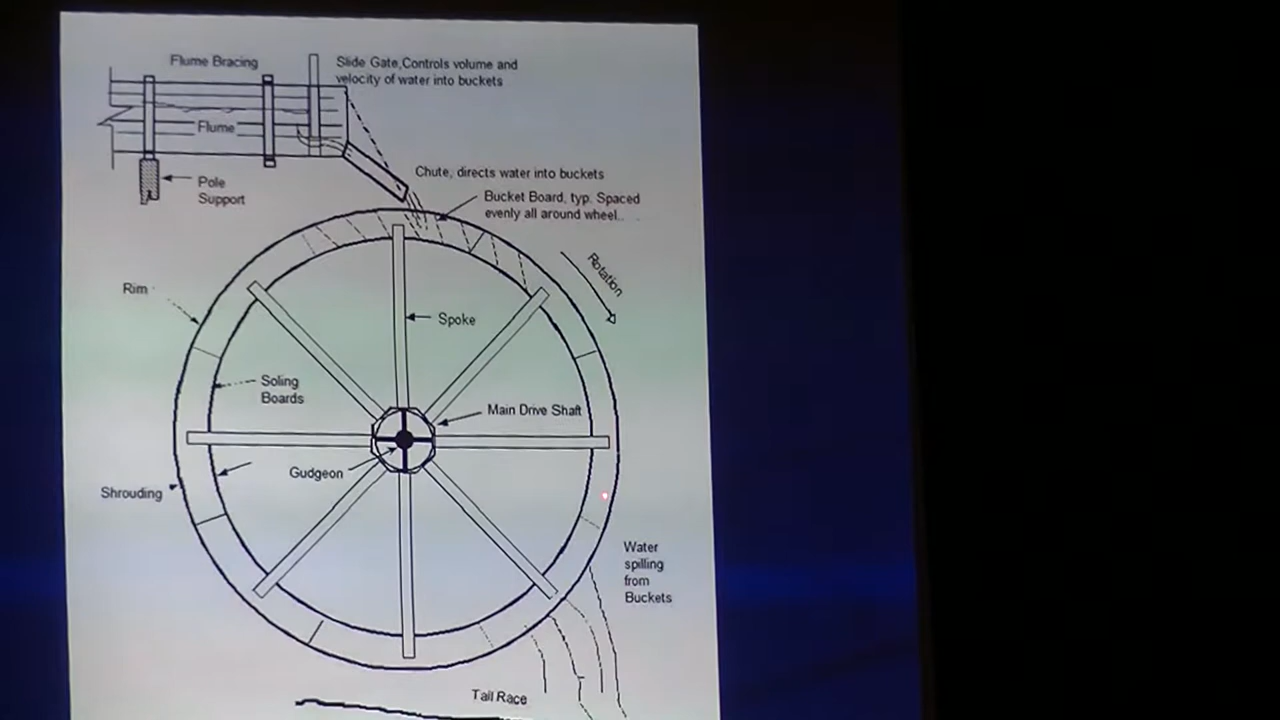 Flume Bracing
Slide Gate,Controls volume and
velocity of water into buckets
Flume
Chute, directs water into buckets
Pole
Support
Bucket Board, typ. Spaced
evenly all around wheel.
Rotation
Rim
Spoke
Soling
Boards
Main Drive Shaft
Gudgeon
Shrouding
Water
spilling
from
Buckets
Tail Race